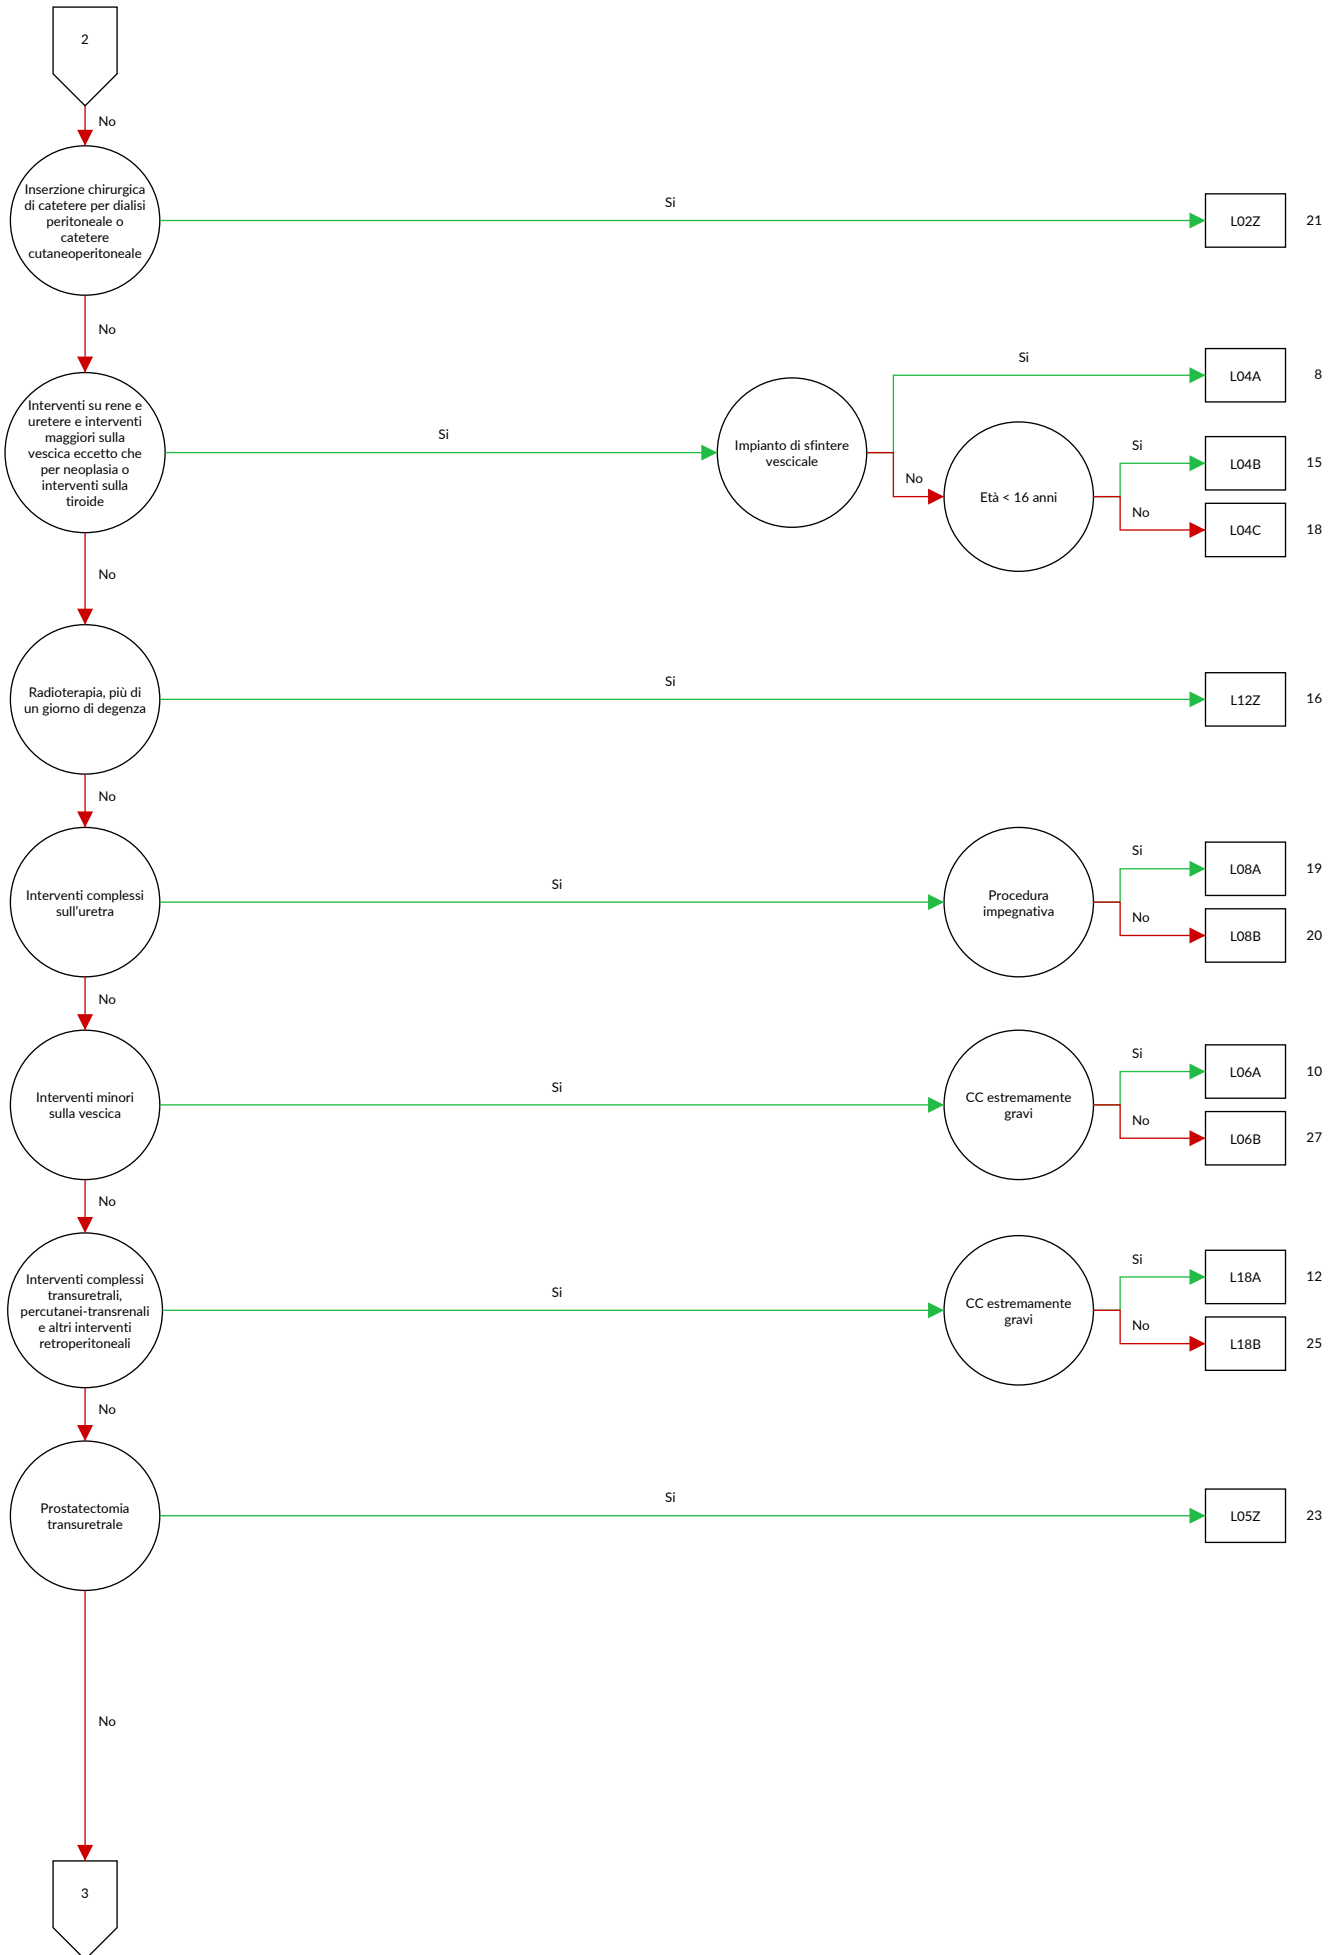 2
No
Inserzione chirurgica
di catetere per dialisi
peritoneale o
catetere
cutaneoperitoneale
Si
L02Z
21
No
Interventi su rene e
uretere e interventi
maggiori sulla
vescica eccetto che
per neoplasia o
interventi sulla
tiroide
Si
Impianto di sfintere
vescicale
Si
L04A
8
No
Età < 16 anni
Si
L04B
15
No
L04C
18
No
Radioterapia, più di
un giorno di degenza
Si
L12Z
16
No
Interventi complessi
sull'uretra
Si
Procedura
impegnativa
Si
L08A
19
No
L08B
20
No
Interventi minori
sulla vescica
Si
CC estremamente
gravi
Si
L06A
10
No
L06B
27
No
Interventi complessi
transuretrali,
percutanei-transrenali
e altri interventi
retroperitoneali
Si
CC estremamente
gravi
Si
L18A
12
No
L18B
25
No
Prostatectomia
transuretrale
Si
L05Z
23
No
3